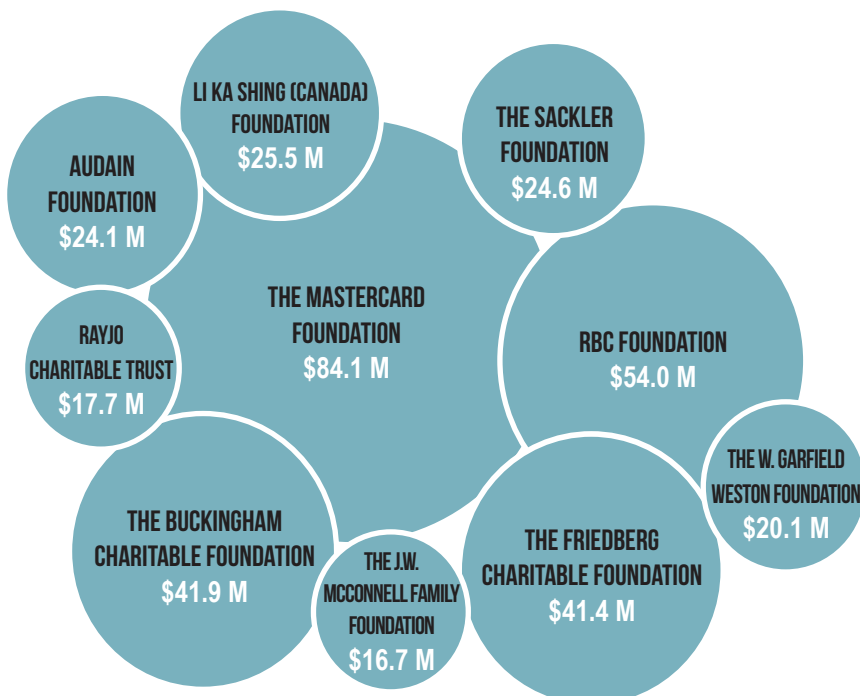 LI KA SHING (CANADA)
FOUNDATION
$25.5 M
THE SACKLER
FOUNDATION
$24.6 M
AUDAIN
FOUNDATION
$24.1 M
THE MASTERCARD
FOUNDATION
$84.1 M
RAYJO
CHARITABLE TRUST
$17.7 M
RBC FOUNDATION
$54.0 M
THE W. GARFIELD
WESTON FOUNDATION
$20.1 M
THE BUCKINGHAM
CHARITABLE FOUNDATION
$41.9 M
THE J.W.
MCCONNELL FAMILY
FOUNDATION
$16.7 M
THE FRIEDBERG
CHARITABLE FOUNDATION
$41.4 M